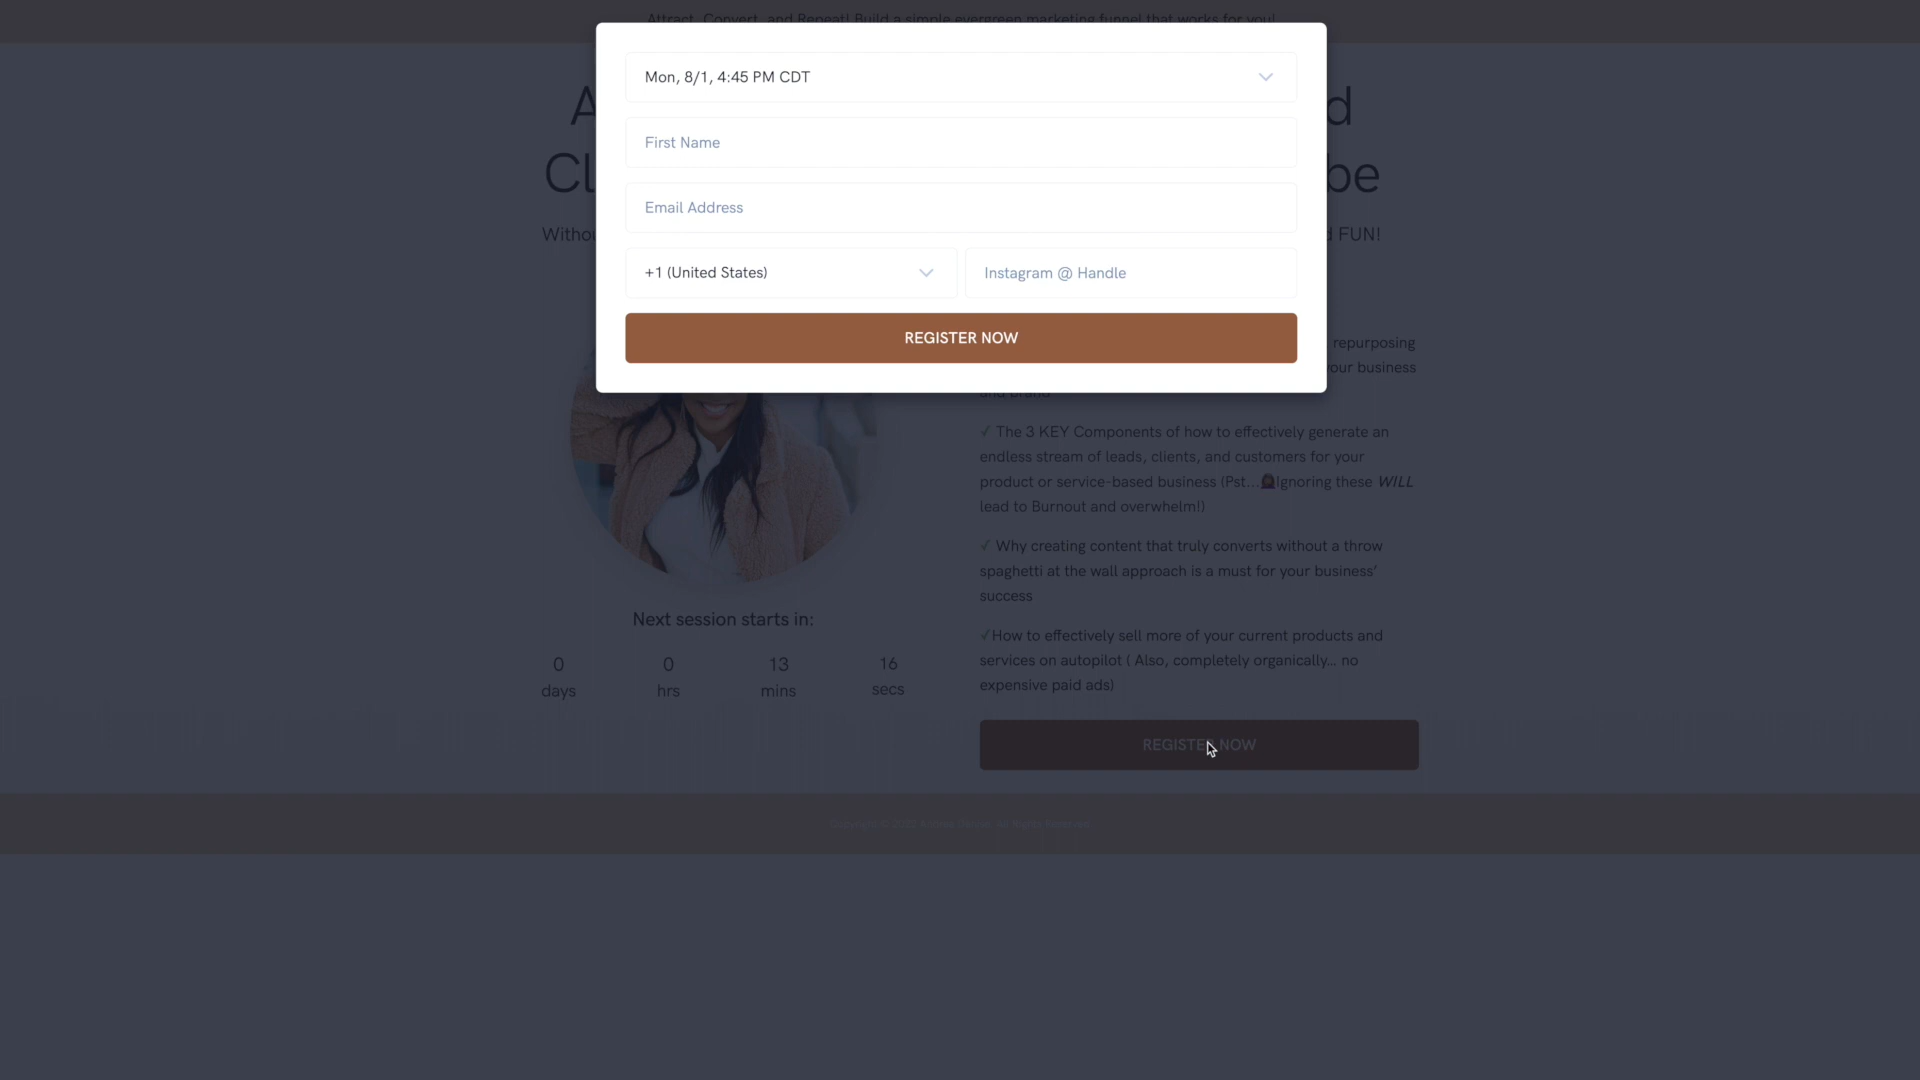 Attract, Convert, and Repeat! Build a simple evergreen marketing funnel that works for you!
Mon, 8/1, 4:45 PM CDT
First Name
Email Address
+1 (United States)
Instagram @ Handle
REGISTER NOW
A
d
Cl
be
Witho
d FUN!
repurposing
our business
and brand
✓ The 3 KEY Components of how to effectively generate an
endless stream of leads, clients, and customers for your
product or service-based business (Pst...Ignoring these WILL
lead to Burnout and overwhelm!)
✓ Why creating content that truly converts without a throw
spaghetti at the wall approach is a must for your business'
success
✓How to effectively sell more of your current products and
services on autopilot ( Also, completely organically... no
expensive paid ads)
REGISTER NOW
Next session starts in:
0 0 13 16
days hrs mins secs